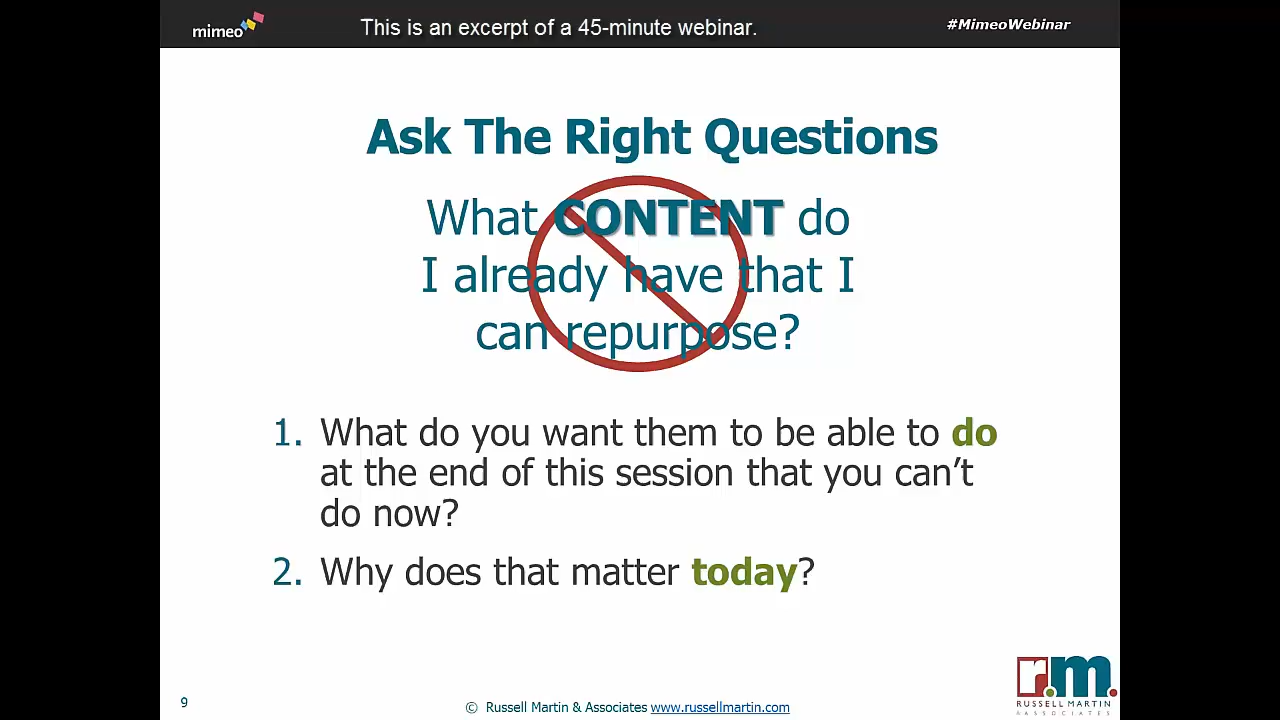 mimeo
This is an excerpt of a 45-minute webinar.
#MimeoWebinar
Ask The Right Questions
What CONTENT do
I already have that I
can repurpose?
1. What do you want them to be able to do
at the end of this session that you can’t
do now?
2. Why does that matter today?
9
© Russell Martin & Associates www.russellmartin.com
r.m.
RUSSELL MARTIN
& ASSOCIATES